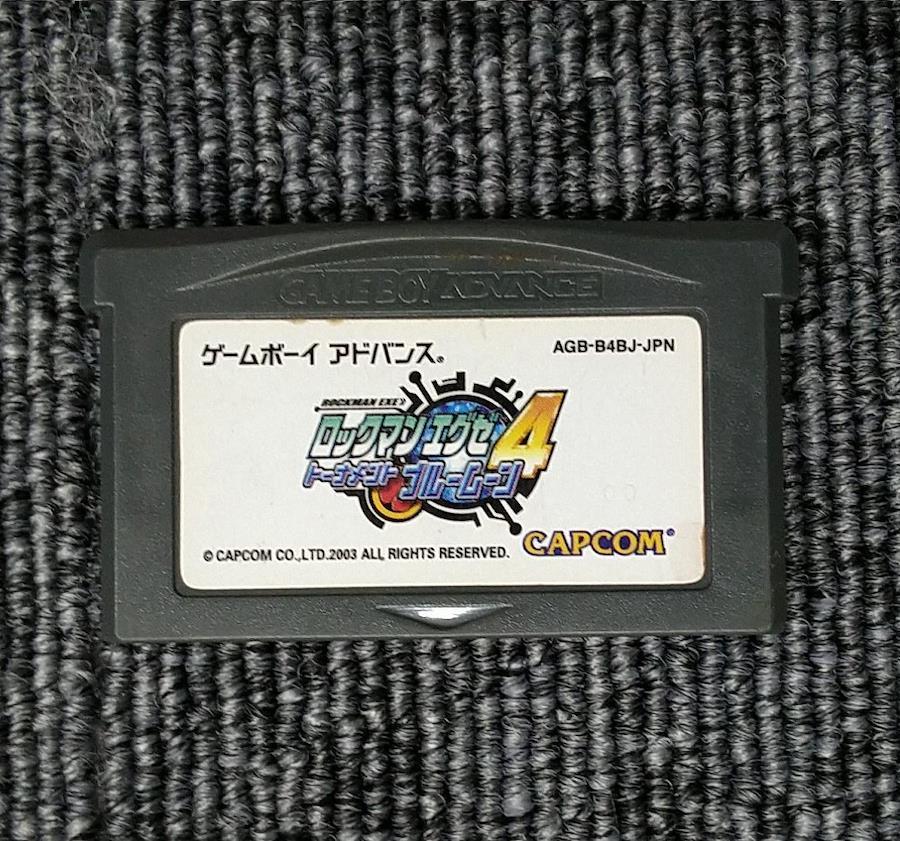 GAME BOY ADVANCE
ゲームボーイ アドバンス®
AGB-B4BJ-JPN
ROCKMAN EXE 4
ロックマン エグゼ 4
トーナメント ブルームーン
© CAPCOM CO.,LTD.2003 ALL RIGHTS RESERVED.
CAPCOM®